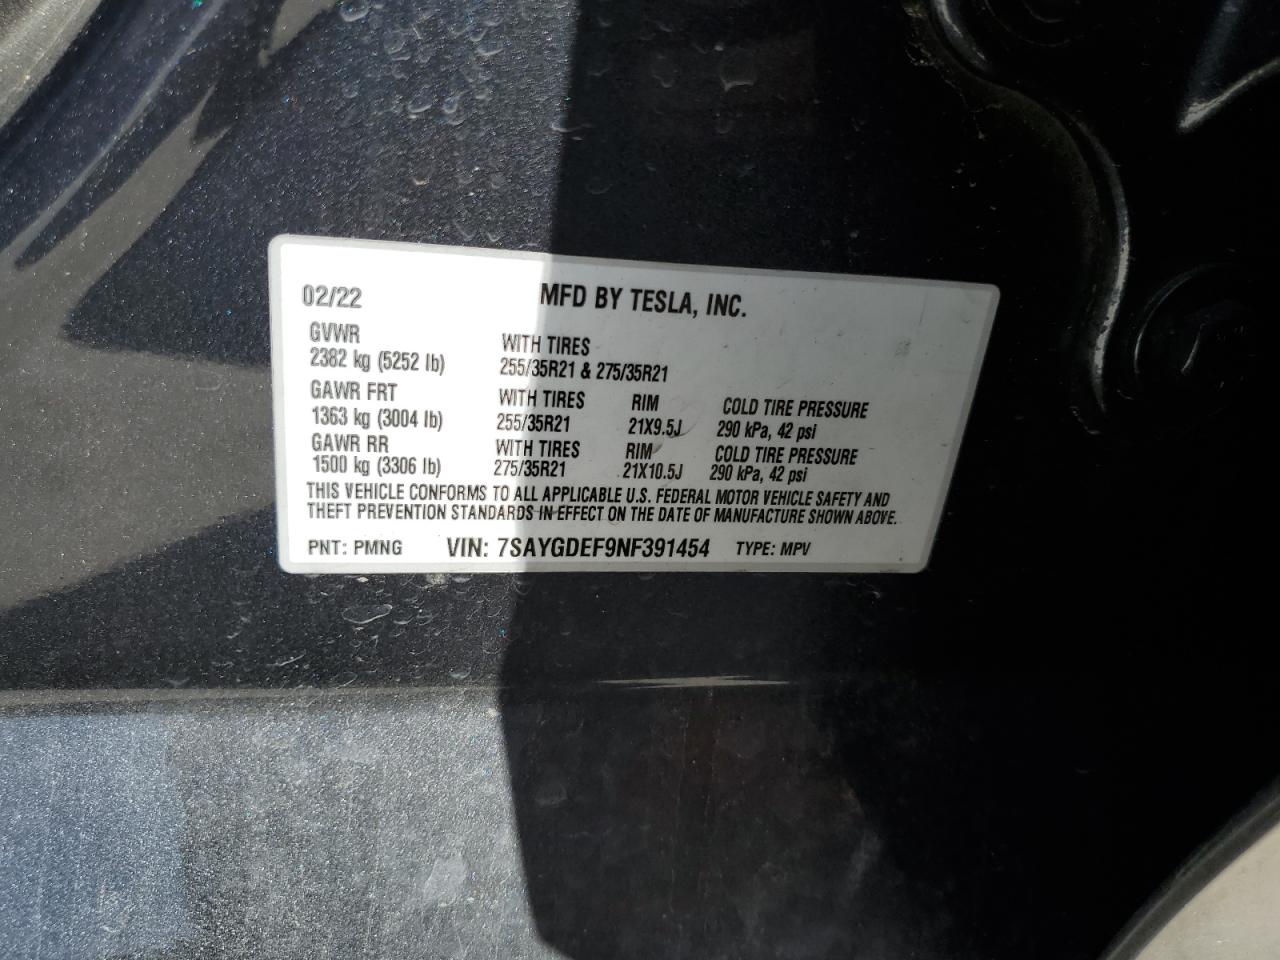 02/22 MFD BY TESLA, INC.
GVWR WITH TIRES
2382 kg (5252 lb) 255/35R21 & 275/35R21
GAWR FRT WITH TIRES RIM COLD TIRE PRESSURE
1363 kg (3004 lb) 255/35R21 21X9.5J 290 kPa, 42 psi
GAWR RR WITH TIRES RIM COLD TIRE PRESSURE
1500 kg (3306 lb) 275/35R21 21X10.5J 290 kPa, 42 psi
THIS VEHICLE CONFORMS TO ALL APPLICABLE U.S. FEDERAL MOTOR VEHICLE SAFETY AND
THEFT PREVENTION STANDARDS IN EFFECT ON THE DATE OF MANUFACTURE SHOWN ABOVE.
PNT: PMNG VIN: 7SAYGDEF9NF391454 TYPE: MPV